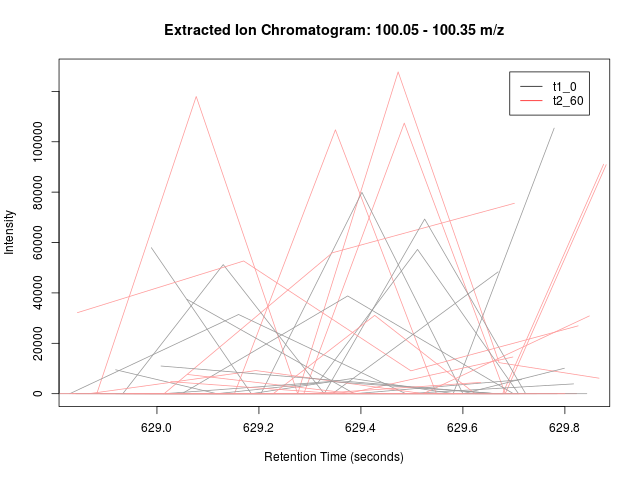 Extracted Ion Chromatogram: 100.05 - 100.35 m/z
t1_0
t2_60
Intensity
100000
80000
60000
40000
20000
0
629.0
629.2
629.4
629.6
629.8
Retention Time (seconds)